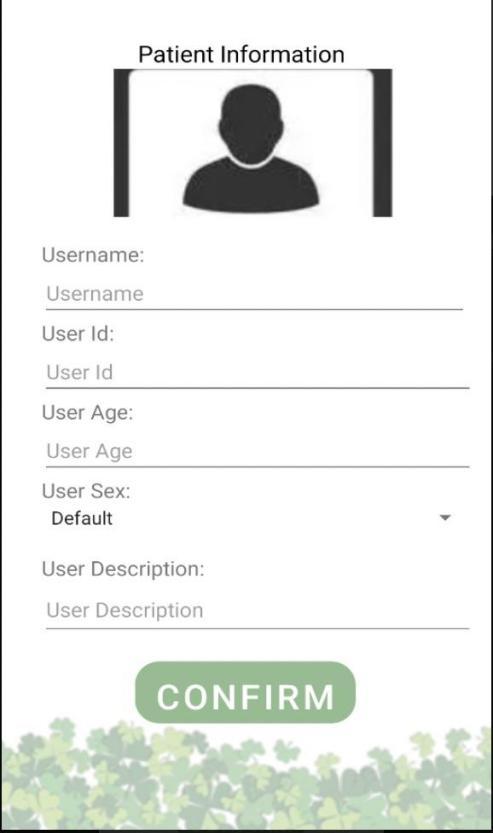 Patient Information
Username:
Username
User Id:
User Id
User Age:
User Age
User Sex:
Default
User Description:
User Description
CONFIRM